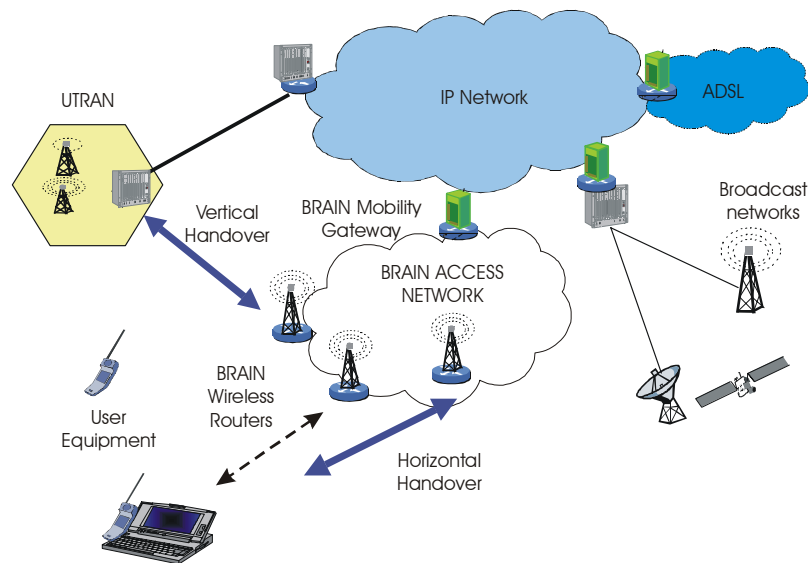 UTRAN
IP Network
ADSL
Vertical
Handover
BRAIN Mobility
Gateway
Broadcast
networks
BRAIN ACCESS
NETWORK
BRAIN
Wireless
Routers
User
Equipment
Horizontal
Handover